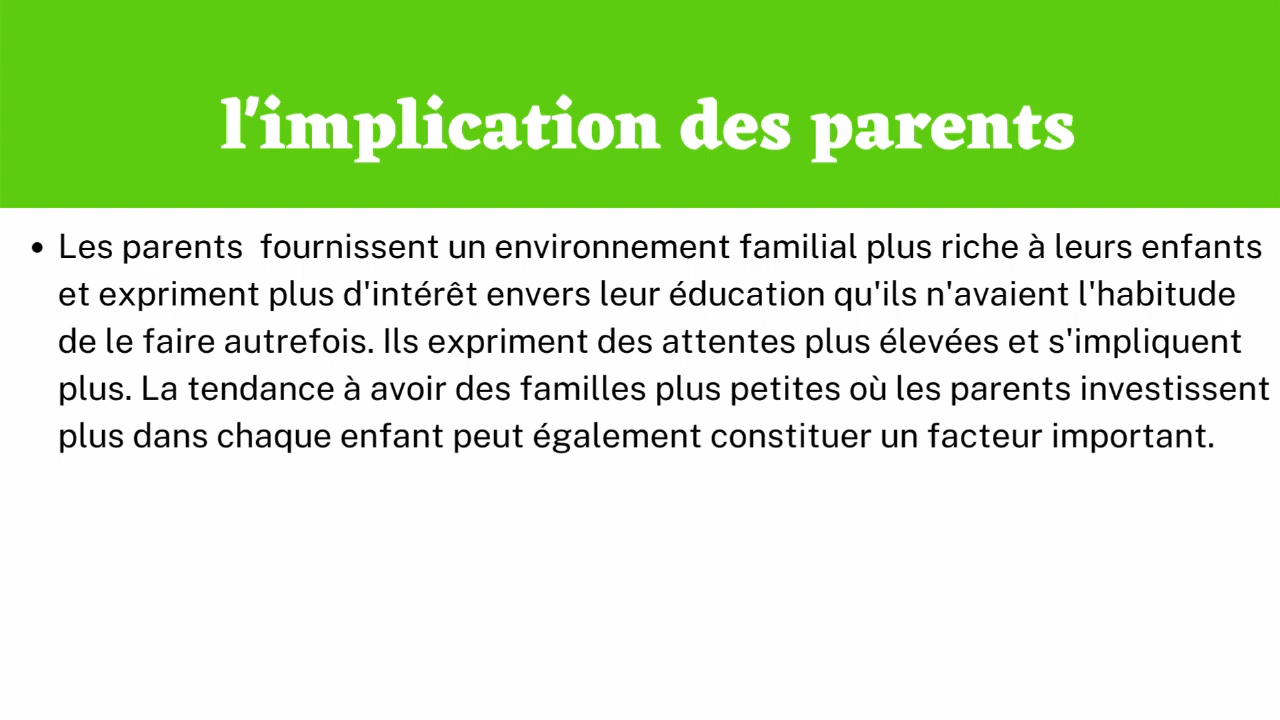 l'implication des parents
• Les parents  fournissent un environnement familial plus riche à leurs enfants
et expriment plus d'intérêt envers leur éducation qu'ils n'avaient l'habitude
de le faire autrefois. Ils expriment des attentes plus élevées et s'impliquent
plus. La tendance à avoir des familles plus petites où les parents investissent
plus dans chaque enfant peut également constituer un facteur important.